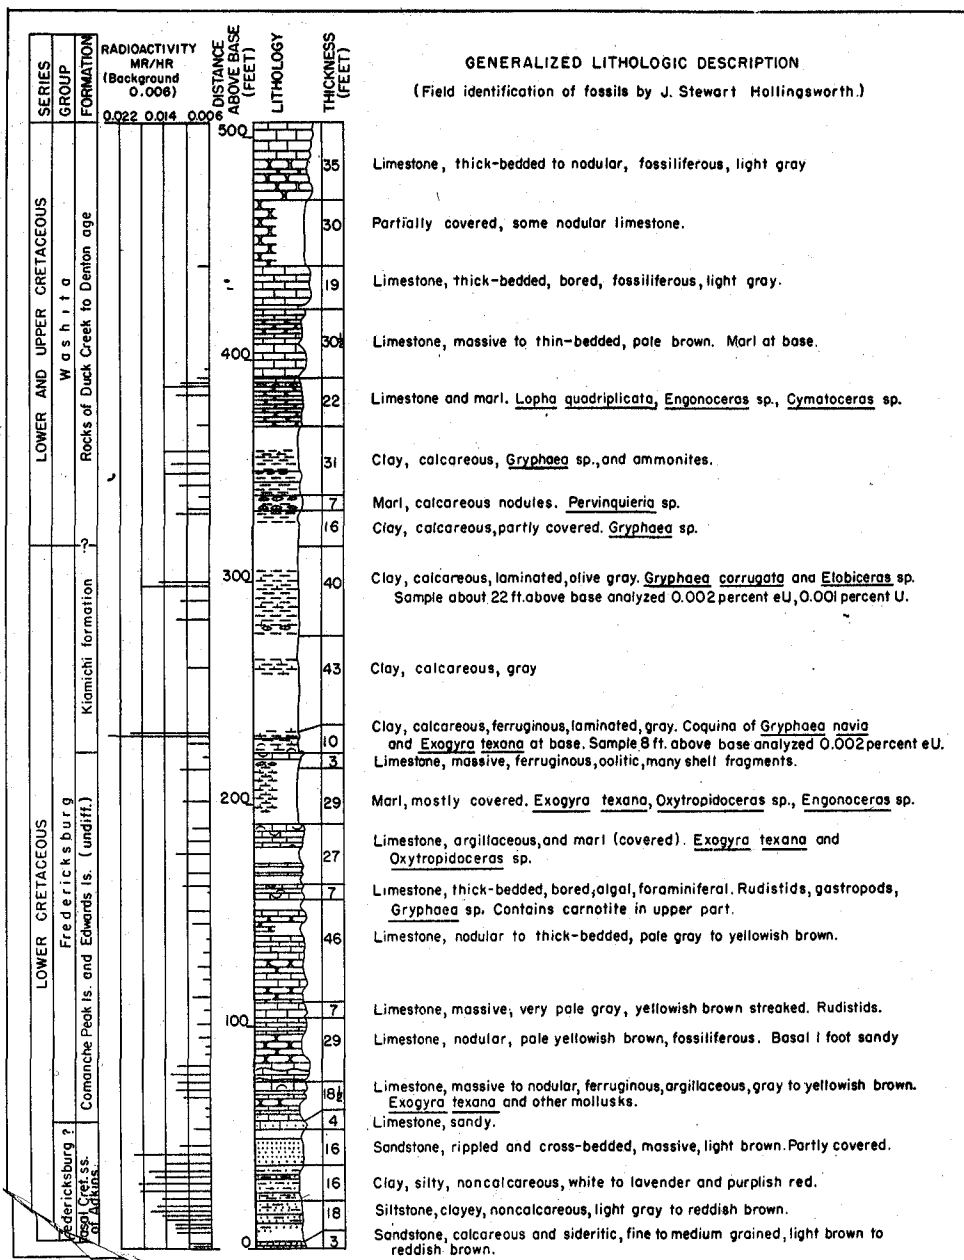 SERIES
GROUP
FORMATION
RADIOACTIVITY
MR/HR
(Background
0.006)
0.022 0.014 0.006
DISTANCE
ABOVE BASE
(FEET)
LITHOLOGY
THICKNESS
(FEET)
GENERALIZED LITHOLOGIC DESCRIPTION
(Field identification of fossils by J. Stewart Hollingsworth.)
LOWER AND UPPER CRETACEOUS
Washita
Rocks of Duck Creek to Denton age
?
LOWER CRETACEOUS
Fredericksburg
Kiamichi formation
Comanche Peak ls. and Edwards ls. (undiff.)
Fredericksburg ?
Basal Cret. ss.
of Adkins
500
400
300
200
100
0
35 Limestone, thick-bedded to nodular, fossiliferous, light gray
30 Partially covered, some nodular limestone.
19 Limestone, thick-bedded, bored, fossiliferous, light gray.
30½ Limestone, massive to thin-bedded, pale brown. Marl at base.
22 Limestone and marl. Lopha quadriplicata, Engonoceras sp., Cymatoceras sp.
31 Clay, calcareous, Gryphaea sp., and ammonites.
7 Marl, calcareous nodules. Pervinquieria sp.
16 Clay, calcareous, partly covered. Gryphaea sp.
40 Clay, calcareous, laminated, olive gray. Gryphaea corrugata and Elobiceras sp.
Sample about 22 ft. above base analyzed 0.002 percent eU, 0.001 percent U.
43 Clay, calcareous, gray
10 Clay, calcareous, ferruginous, laminated, gray. Coquina of Gryphaea navia
and Exogyra texana at base. Sample 8 ft. above base analyzed 0.002 percent eU.
3 Limestone, massive, ferruginous, oolitic, many shell fragments.
29 Marl, mostly covered. Exogyra texana, Oxytropidoceras sp., Engonoceras sp.
27 Limestone, argillaceous, and marl (covered). Exogyra texana and
Oxytropidoceras sp.
7 Limestone, thick-bedded, bored, algal, foraminiferal. Rudistids, gastropods,
Gryphaea sp. Contains carnotite in upper part.
46 Limestone, nodular to thick-bedded, pale gray to yellowish brown.
7 Limestone, massive, very pale gray, yellowish brown streaked. Rudistids.
29 Limestone, nodular, pale yellowish brown, fossiliferous. Basal 1 foot sandy
18½ Limestone, massive to nodular, ferruginous, argillaceous, gray to yellowish brown.
Exogyra texana and other mollusks.
4 Limestone, sandy.
16 Sandstone, rippled and cross-bedded, massive, light brown. Partly covered.
16 Clay, silty, noncalcareous, white to lavender and purplish red.
18 Siltstone, clayey, noncalcareous, light gray to reddish brown.
3 Sandstone, calcareous and sideritic, fine to medium grained, light brown to
reddish brown.